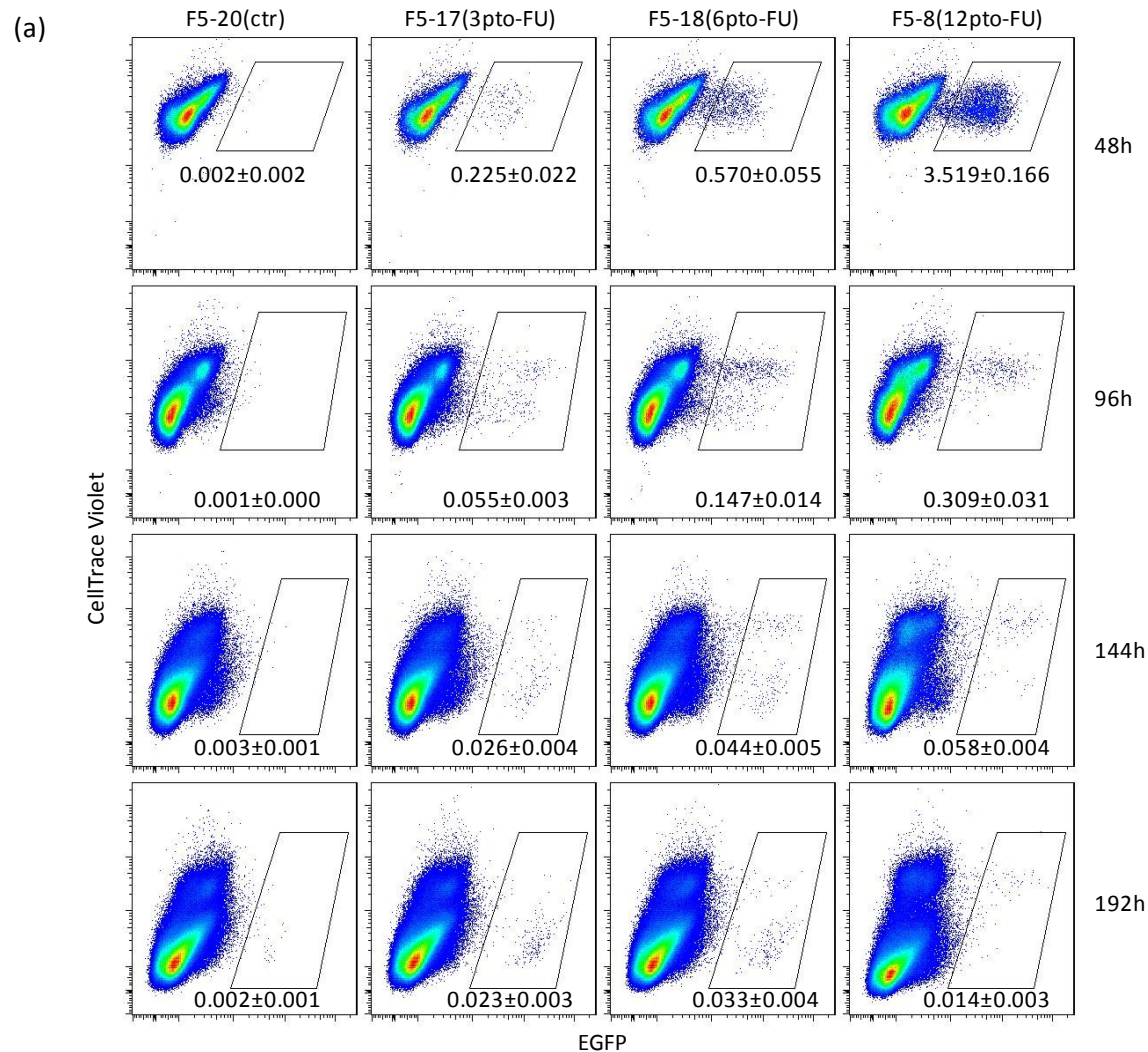 (a)
F5-20(ctr) F5-17(3pto-FU) F5-18(6pto-FU) F5-8(12pto-FU)
0.002±0.002 0.225±0.022 0.570±0.055 3.519±0.166
48h
0.001±0.000 0.055±0.003 0.147±0.014 0.309±0.031
96h
CellTrace Violet
0.003±0.001 0.026±0.004 0.044±0.005 0.058±0.004
144h
0.002±0.001 0.023±0.003 0.033±0.004 0.014±0.003
192h
EGFP